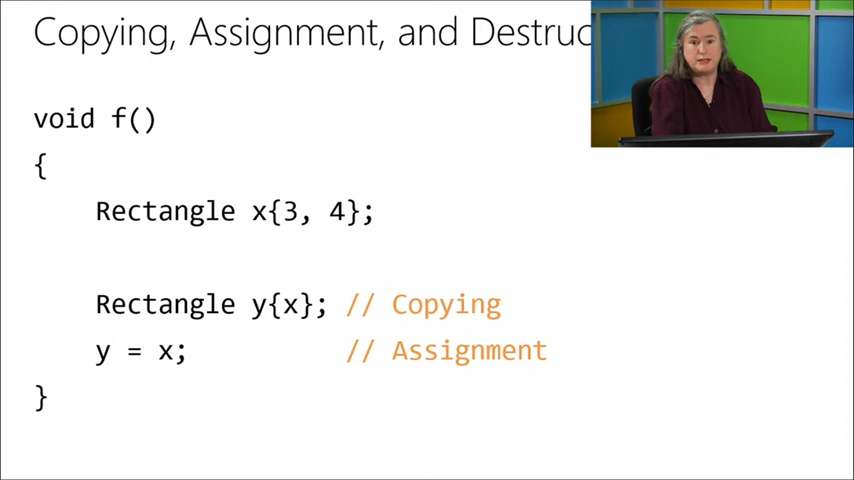 Copying, Assignment, and Destruc
void f()
{
Rectangle x{3, 4};
Rectangle y{x}; // Copying
y = x; // Assignment
}